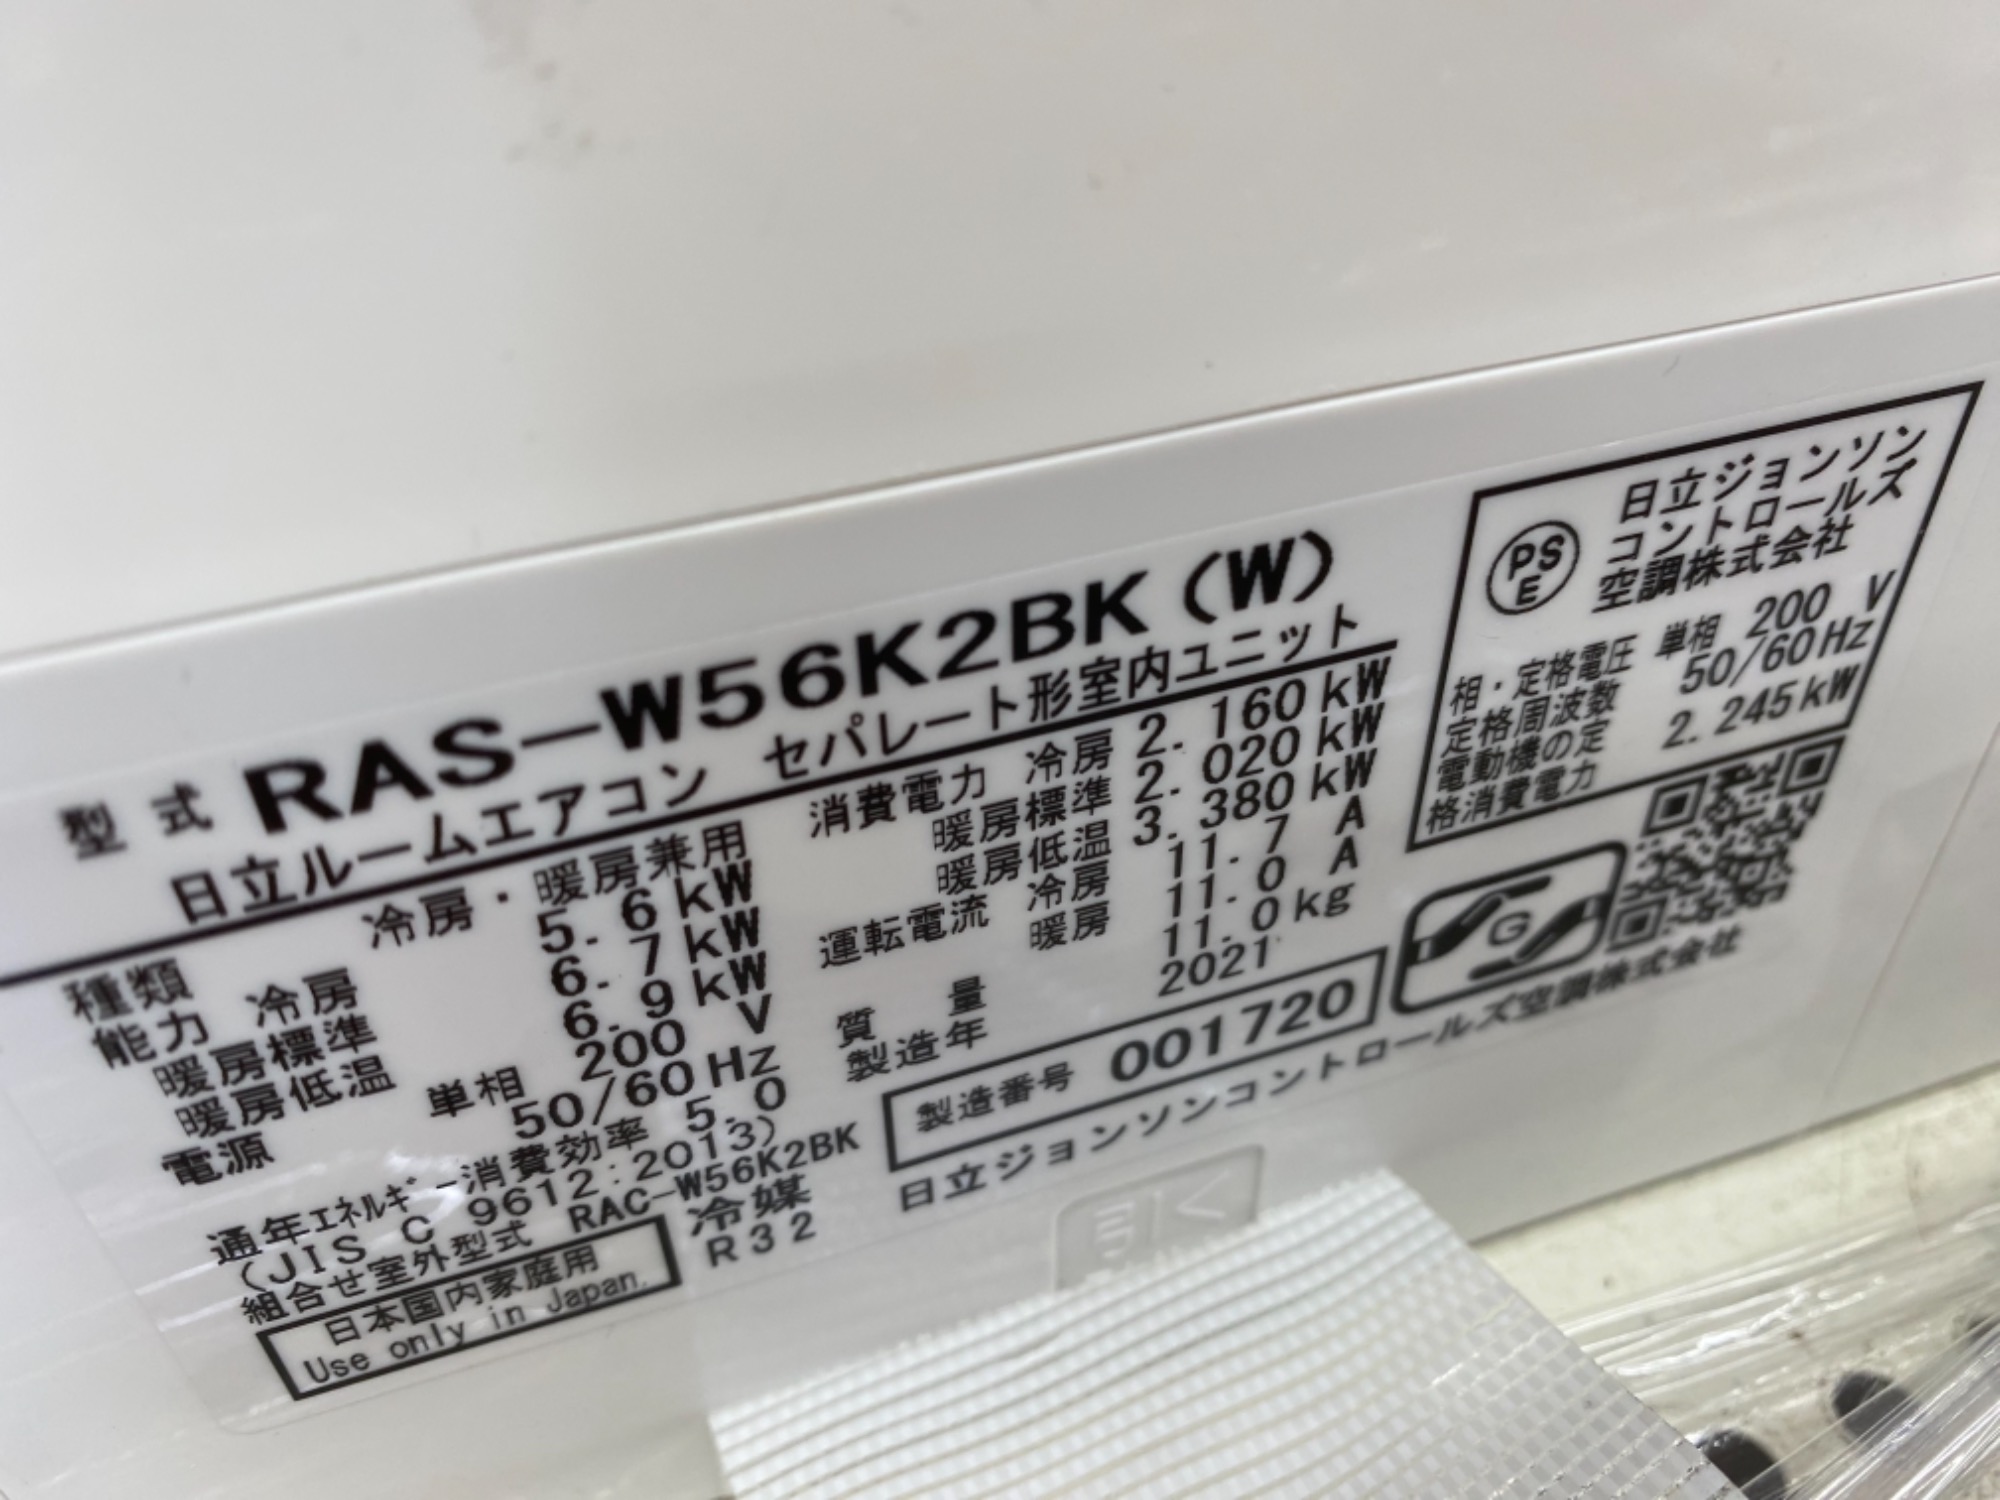 型式 RAS-W56K2BK(W)
日立ルームエアコン セパレート形室内ユニット
種類 冷房・暖房兼用
能力 冷房 5.6 kW
暖房標準 6.7 kW
暖房低温 6.9 kW
電源 単相 200 V
50/60 Hz
通年エネルギー消費効率 5.0
(JIS C 9612:2013)
組合せ室外型式 RAC-W56K2BK
日本国内家庭用
Use only in Japan.
冷媒
R32
消費電力 冷房 2.160 kW
暖房標準 2.020 kW
暖房低温 3.380 kW
運転電流 冷房 11.7 A
暖房 11.0 A
質量 11.0 kg
製造年 2021
製造番号 001720
日立ジョンソンコントロールズ空調株式会社
PS
E
日立ジョンソン
コントロールズ
空調株式会社
相・定格電圧 単相 200 V
定格周波数 50/60 Hz
電動機の定
格消費電力 2.245 kW
G